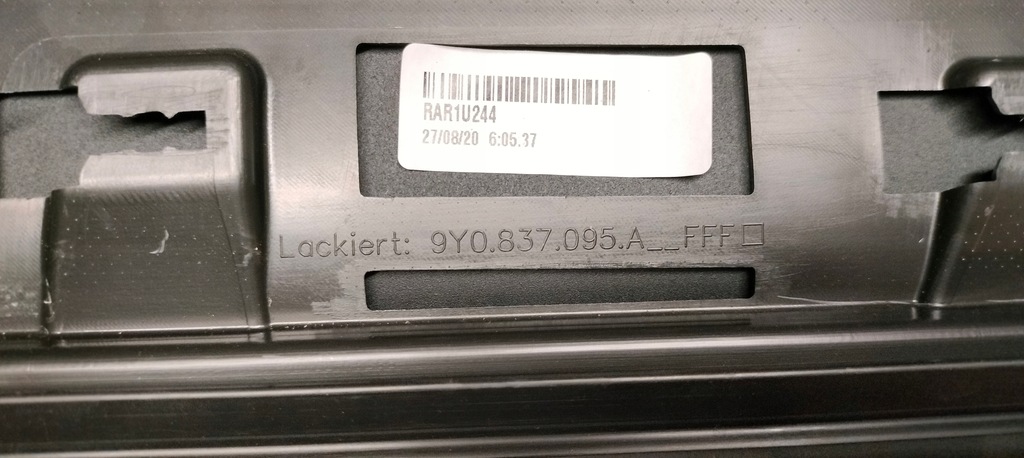 RAR1U244
27/08/20 6:05.37
Lackiert: 9Y0.837.095.A__FFF□